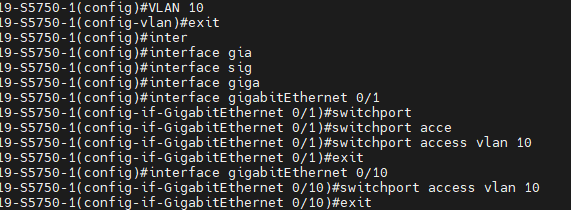 19-S5750-1(config)#VLAN 10
19-S5750-1(config-vlan)#exit
19-S5750-1(config)#inter
19-S5750-1(config)#interface gia
19-S5750-1(config)#interface sig
19-S5750-1(config)#interface giga
19-S5750-1(config)#interface gigabitEthernet 0/1
19-S5750-1(config-if-GigabitEthernet 0/1)#switchport
19-S5750-1(config-if-GigabitEthernet 0/1)#switchport acce
19-S5750-1(config-if-GigabitEthernet 0/1)#switchport access vlan 10
19-S5750-1(config-if-GigabitEthernet 0/1)#exit
19-S5750-1(config)#interface gigabitEthernet 0/10
19-S5750-1(config-if-GigabitEthernet 0/10)#switchport access vlan 10
19-S5750-1(config-if-GigabitEthernet 0/10)#exit